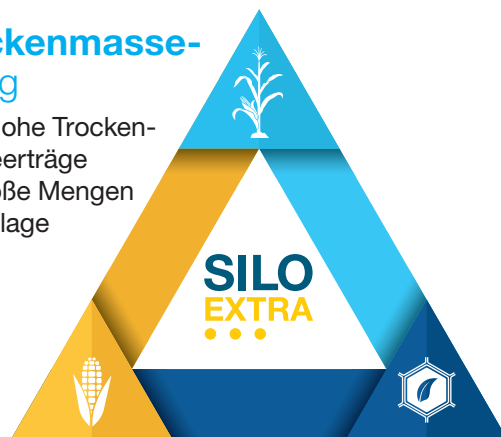 ckenmasse-
g
ohe Trocken-
eerträge
oße Mengen
lage
SILO
EXTRA